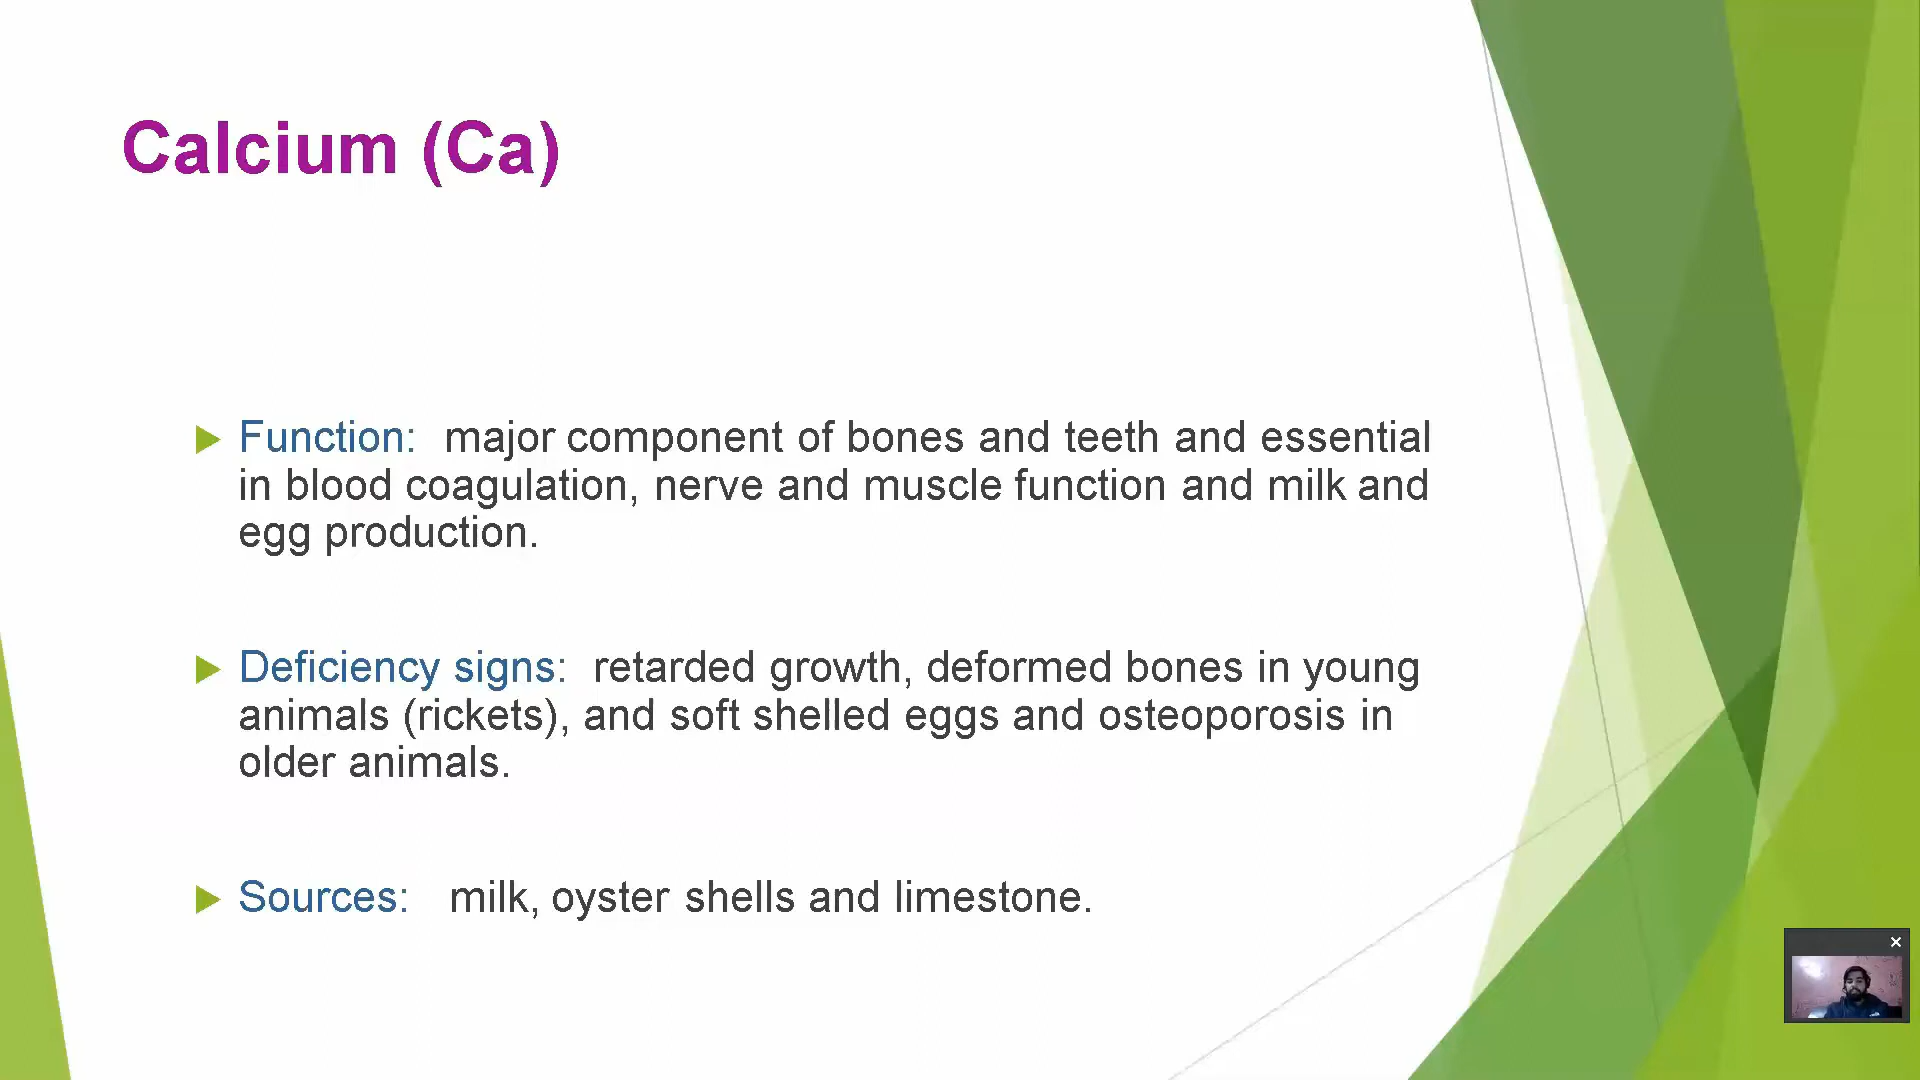 Calcium (Ca)
Function: major component of bones and teeth and essential
in blood coagulation, nerve and muscle function and milk and
egg production.
Deficiency signs: retarded growth, deformed bones in young
animals (rickets), and soft shelled eggs and osteoporosis in
older animals.
Sources: milk, oyster shells and limestone.